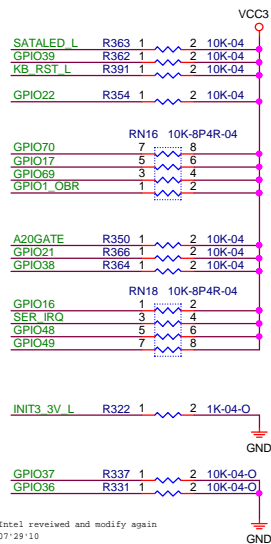 VCC3
SATALED_L R363 1 2 10K-04
GPIO39 R362 1 2 10K-04
KB_RST_L R391 1 2 10K-04
GPIO22 R354 1 2 10K-04
RN16 10K-8P4R-04
GPIO70 7 8
GPIO17 5 6
GPIO69 3 4
GPIO1_OBR 1 2
A20GATE R350 1 2 10K-04
GPIO21 R366 1 2 10K-04
GPIO38 R364 1 2 10K-04
RN18 10K-8P4R-04
GPIO16 1 2
SER_IRQ 3 4
GPIO48 5 6
GPIO49 7 8
INIT3_3V_L R322 1 2 1K-04-O
GND
GPIO37 R337 1 2 10K-04-O
GPIO36 R331 1 2 10K-04-O
Intel reveiwed and modify again
07'29'10
GND